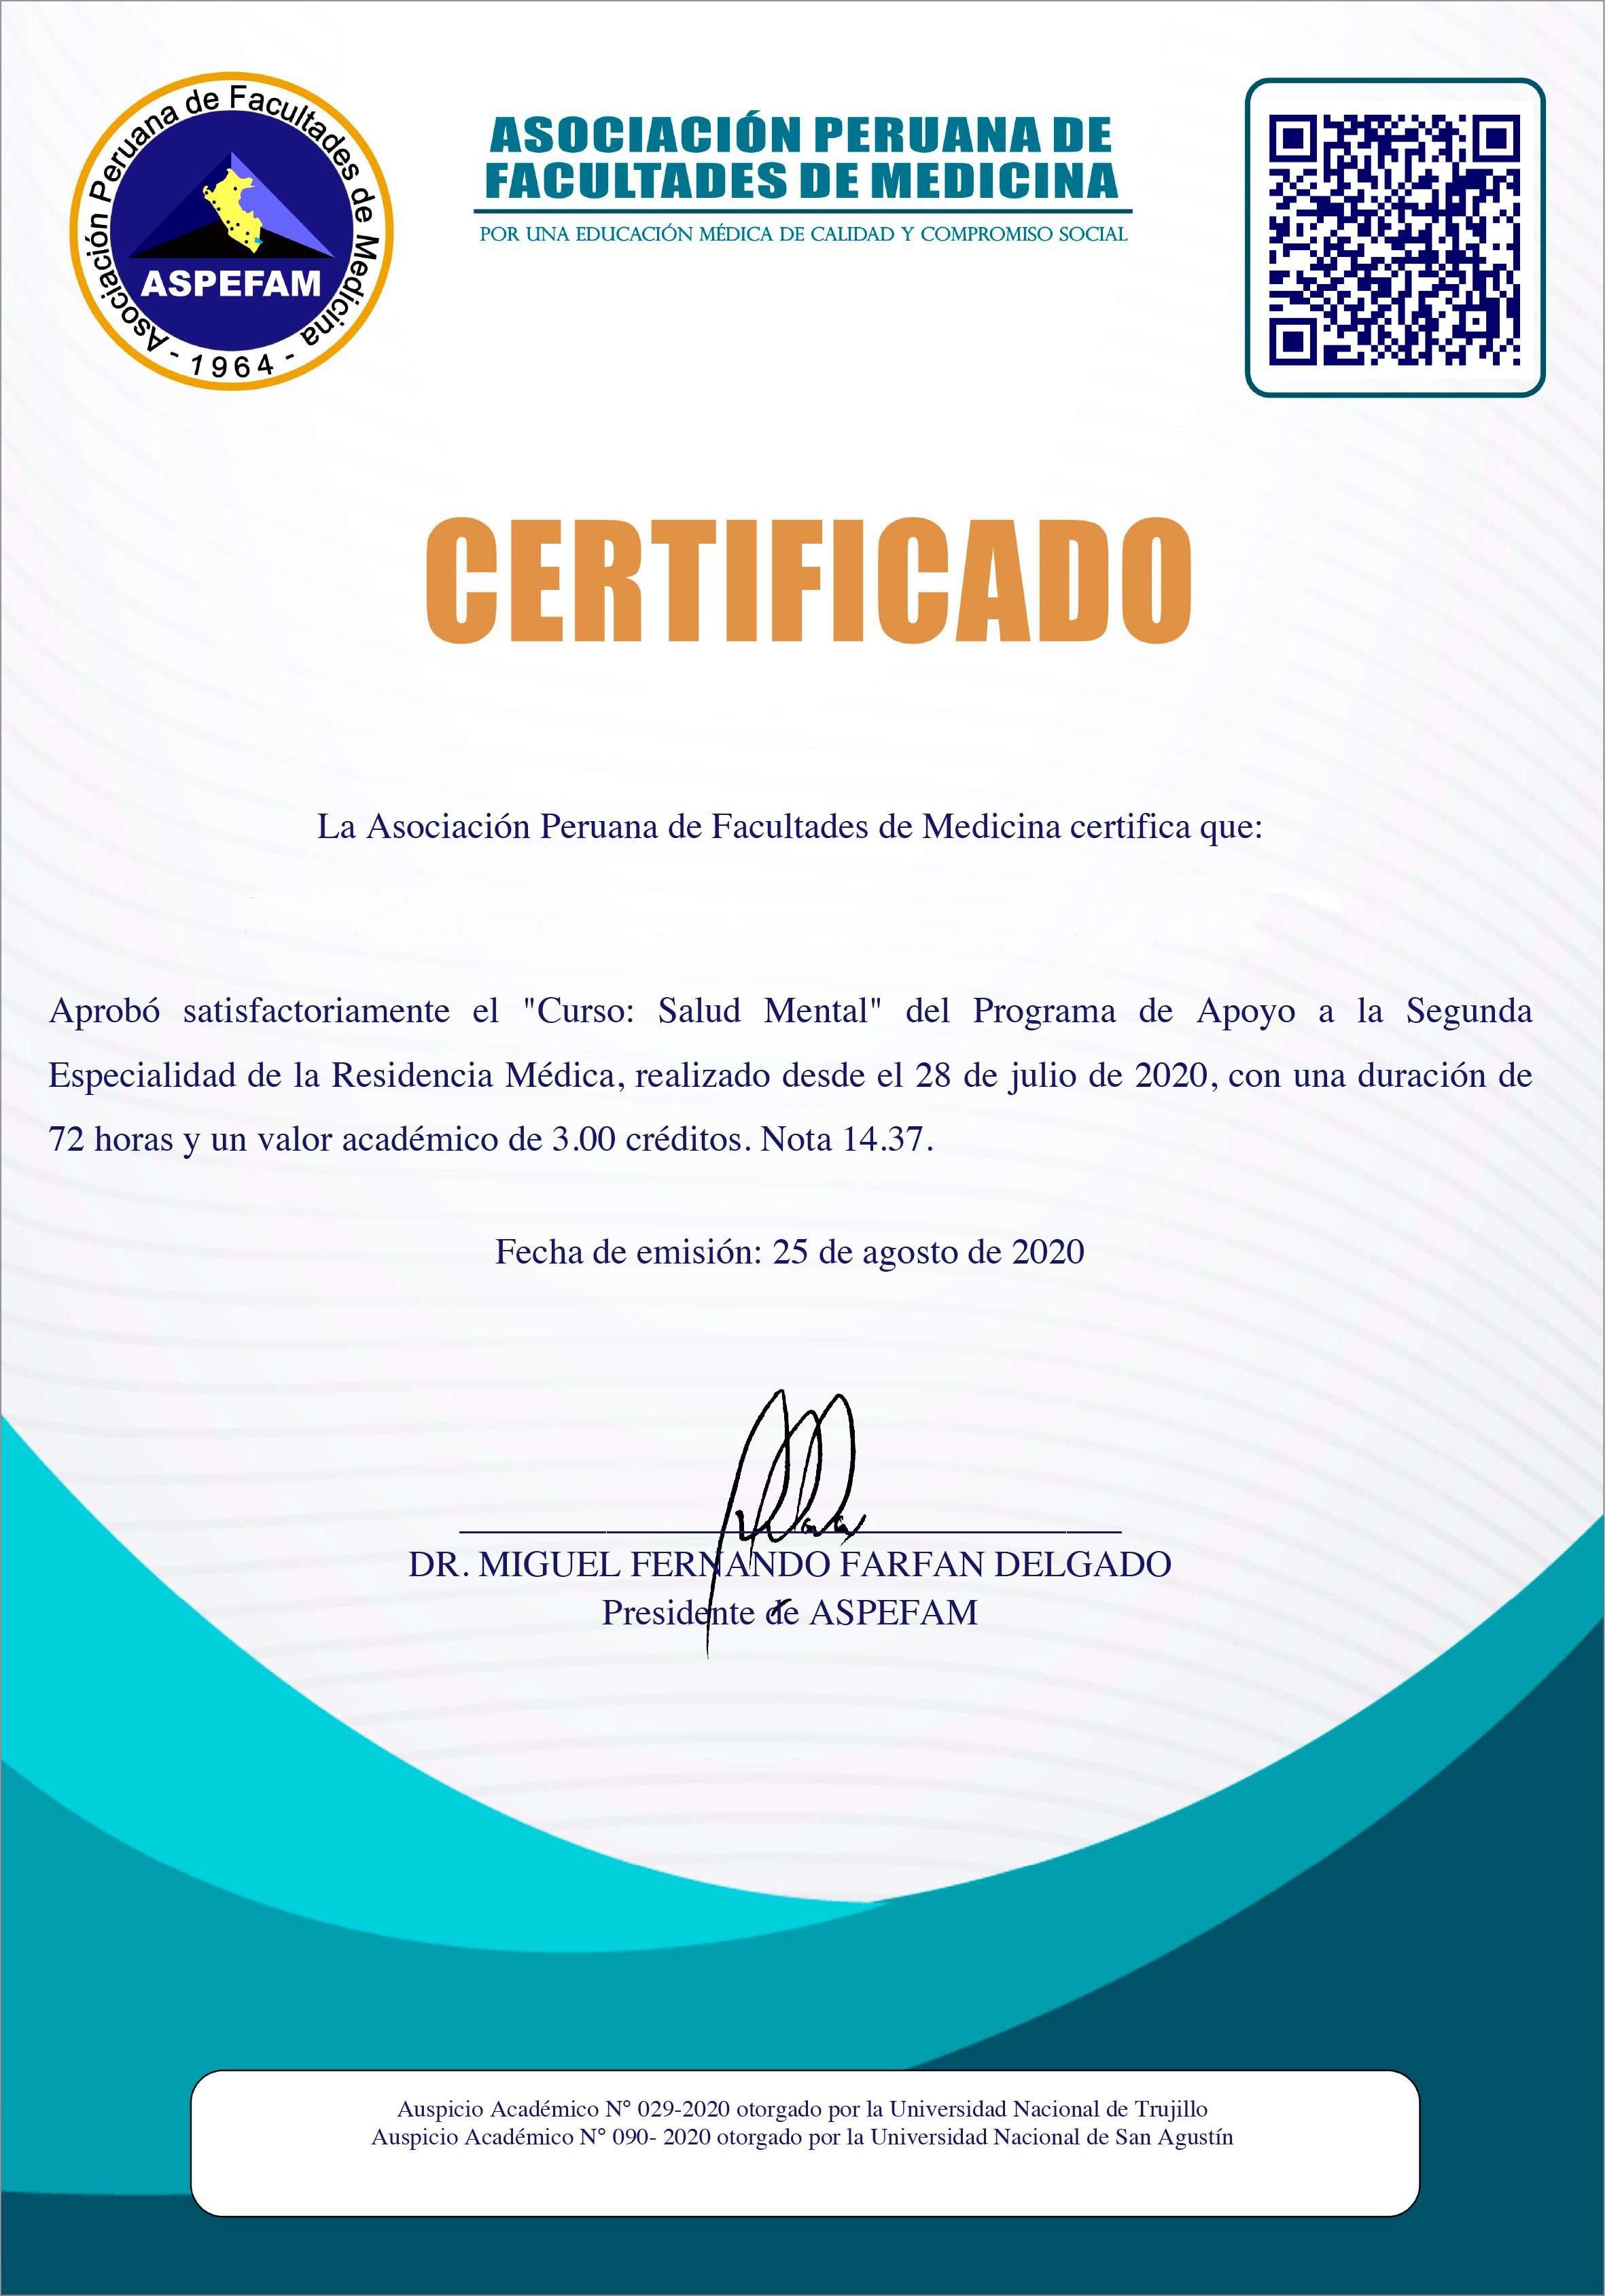 Asociación Peruana de Facultades de Medicina
ASPEFAM
- 1964 -
ASOCIACIÓN PERUANA DE
FACULTADES DE MEDICINA
POR UNA EDUCACIÓN MÉDICA DE CALIDAD Y COMPROMISO SOCIAL
CERTIFICADO
La Asociación Peruana de Facultades de Medicina certifica que:
Aprobó satisfactoriamente el "Curso: Salud Mental" del Programa de Apoyo a la Segunda
Especialidad de la Residencia Médica, realizado desde el 28 de julio de 2020, con una duración de
72 horas y un valor académico de 3.00 créditos. Nota 14.37.
Fecha de emisión: 25 de agosto de 2020
DR. MIGUEL FERNANDO FARFAN DELGADO
Presidente de ASPEFAM
Auspicio Académico N° 029-2020 otorgado por la Universidad Nacional de Trujillo
Auspicio Académico N° 090- 2020 otorgado por la Universidad Nacional de San Agustín